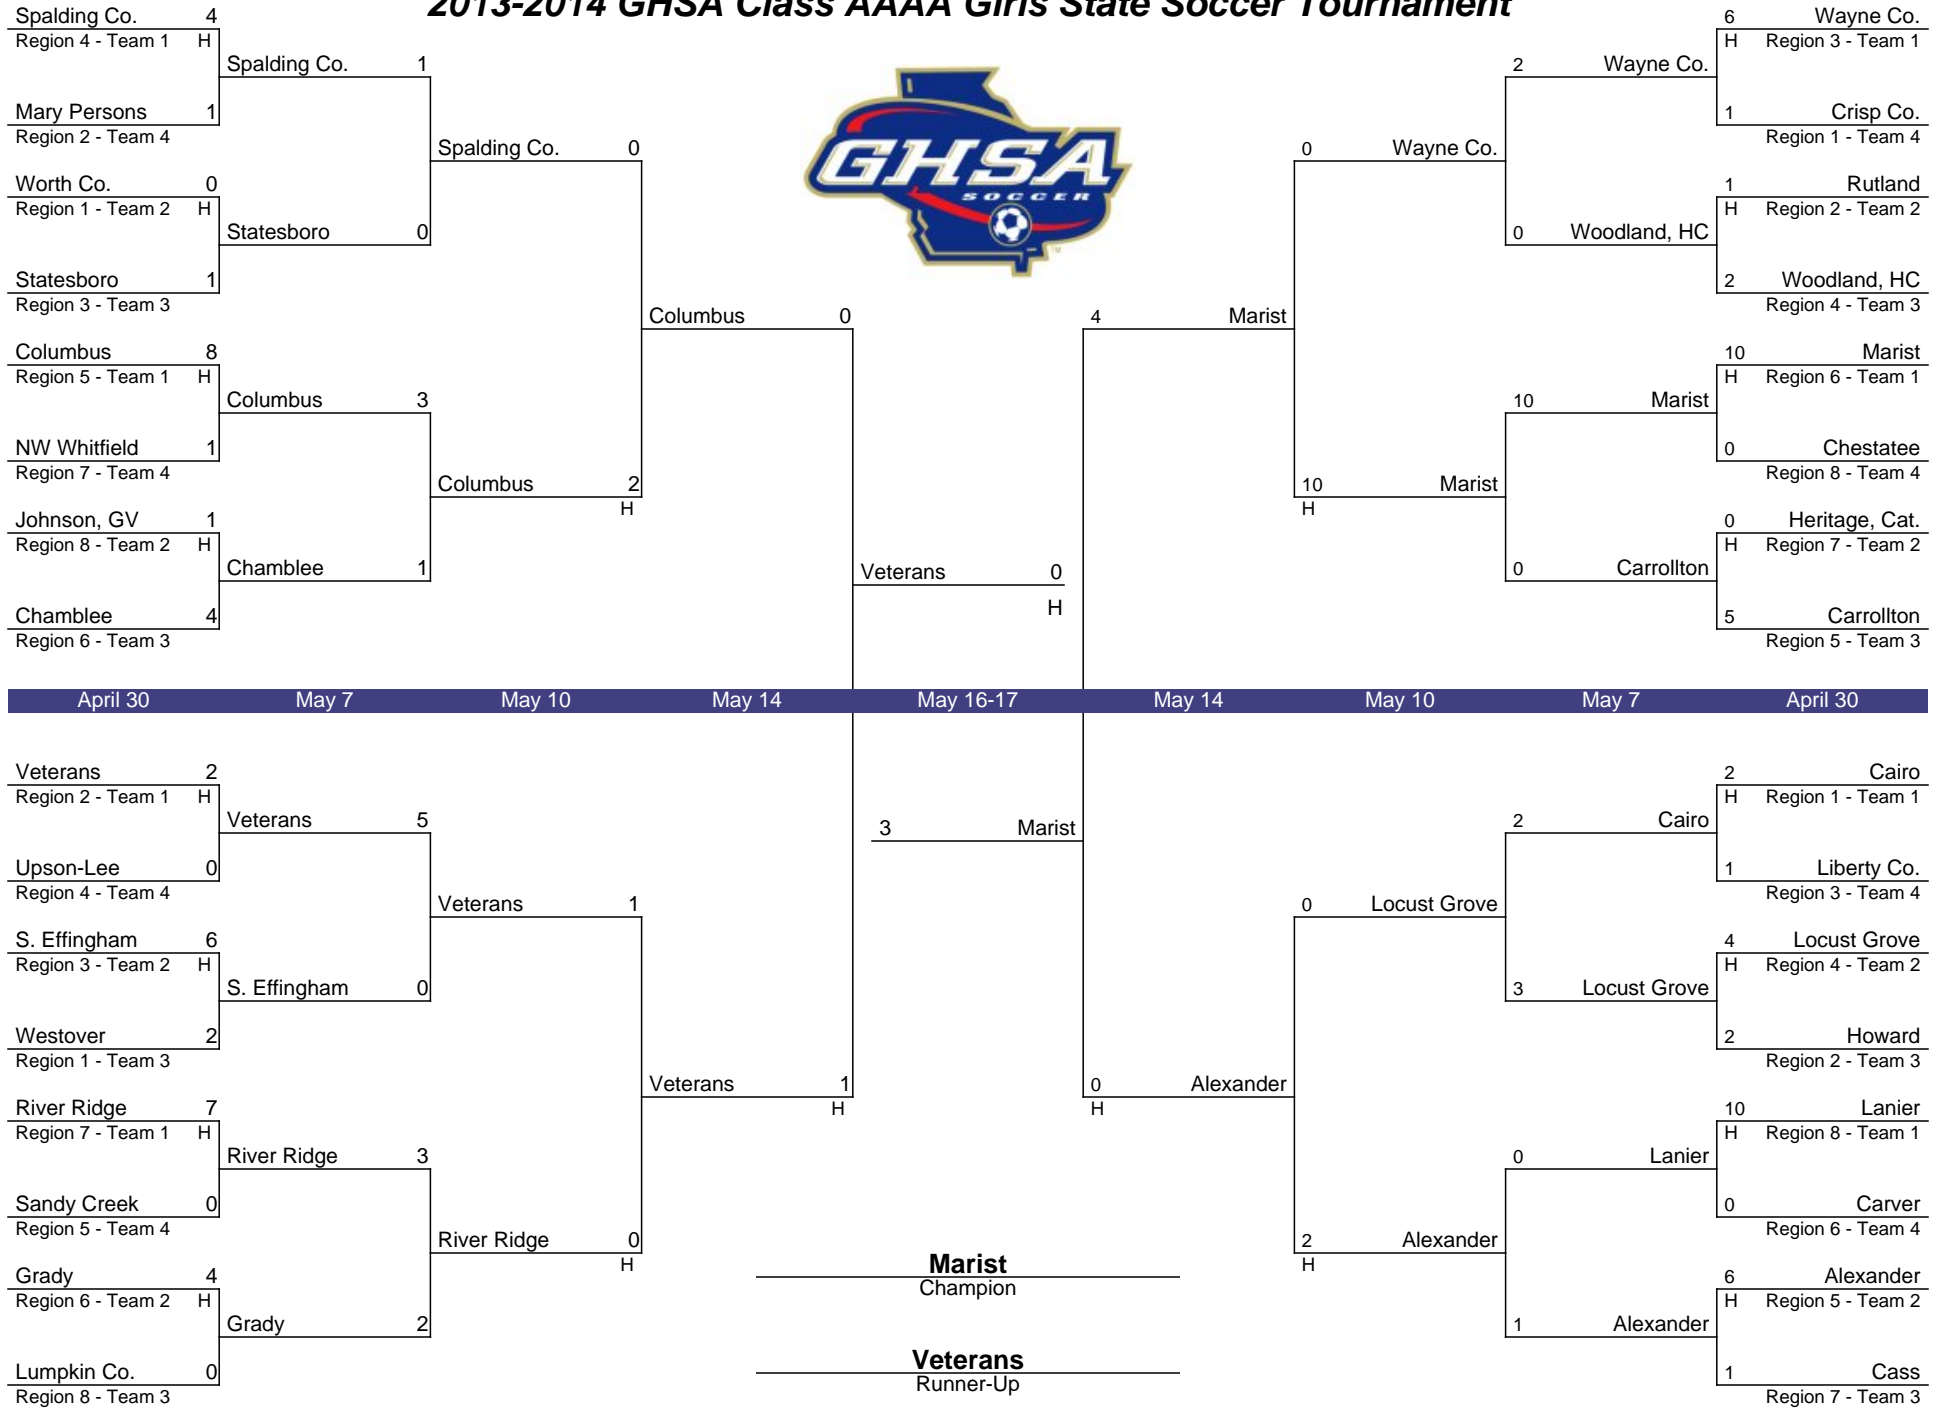 2013-2014 GHSA Class AAAA Girls State Soccer Tournament
GHSA
SOCCER
TM
Spalding Co. 4
Region 4 - Team 1 H
Mary Persons 1
Region 2 - Team 4
Worth Co. 0
Region 1 - Team 2 H
Statesboro 1
Region 3 - Team 3
Columbus 8
Region 5 - Team 1 H
NW Whitfield 1
Region 7 - Team 4
Johnson, GV 1
Region 8 - Team 2 H
Chamblee 4
Region 6 - Team 3
Spalding Co. 1
Statesboro 0
Columbus 3
Chamblee 1
Spalding Co. 0
Columbus 2
H
Columbus 0
Veterans 0
H
4 Marist
0 Wayne Co.
10 Marist
H
2 Wayne Co.
0 Woodland, HC
10 Marist
0 Carrollton
6 Wayne Co.
H Region 3 - Team 1
1 Crisp Co.
Region 1 - Team 4
1 Rutland
H Region 2 - Team 2
2 Woodland, HC
Region 4 - Team 3
10 Marist
H Region 6 - Team 1
0 Chestatee
Region 8 - Team 4
0 Heritage, Cat.
H Region 7 - Team 2
5 Carrollton
Region 5 - Team 3
April 30 May 7 May 10 May 14 May 16-17 May 14 May 10 May 7 April 30
Veterans 2
Region 2 - Team 1 H
Upson-Lee 0
Region 4 - Team 4
S. Effingham 6
Region 3 - Team 2 H
Westover 2
Region 1 - Team 3
River Ridge 7
Region 7 - Team 1 H
Sandy Creek 0
Region 5 - Team 4
Grady 4
Region 6 - Team 2 H
Lumpkin Co. 0
Region 8 - Team 3
Veterans 5
S. Effingham 0
River Ridge 3
Grady 2
Veterans 1
River Ridge 0
H
Veterans 1
H
3 Marist
0 Alexander
H
0 Locust Grove
2 Alexander
H
2 Cairo
3 Locust Grove
0 Lanier
1 Alexander
2 Cairo
H Region 1 - Team 1
1 Liberty Co.
Region 3 - Team 4
4 Locust Grove
H Region 4 - Team 2
2 Howard
Region 2 - Team 3
10 Lanier
H Region 8 - Team 1
0 Carver
Region 6 - Team 4
6 Alexander
H Region 5 - Team 2
1 Cass
Region 7 - Team 3
Marist
Champion
Veterans
Runner-Up